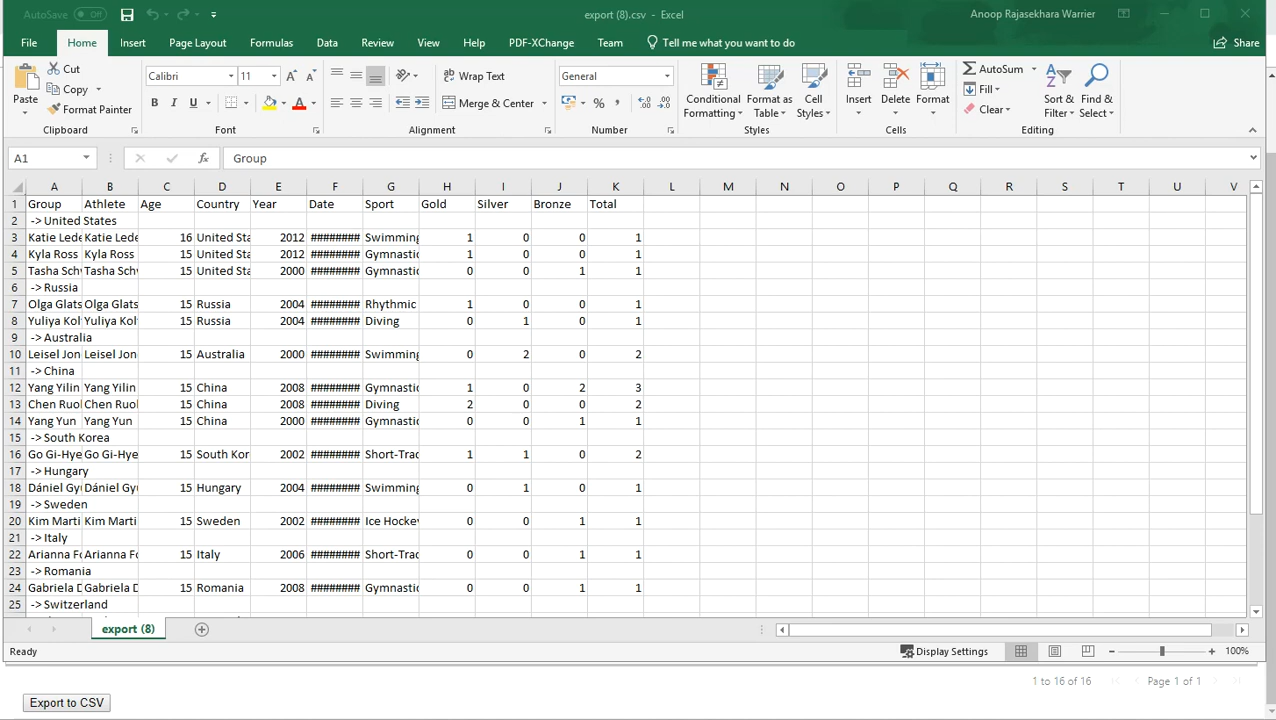 AutoSave Off export (8).csv - Excel Anoop Rajasekhara Warrier
File Home Insert Page Layout Formulas Data Review View Help PDF-XChange Team Tell me what you want to do Share
Paste Cut Copy Format Painter Clipboard
Calibri 11 B I U A Font
Wrap Text Merge & Center Alignment
General % , Number
Conditional Formatting Format as Table Cell Styles Styles
Insert Delete Format Cells
AutoSum Fill Clear Sort & Filter Find & Select Editing
A1 fx Group
A B C D E F G H I J K L M N O P Q R S T U V
1 Group Athlete Age Country Year Date Sport Gold Silver Bronze Total
2 -> United States
3 Katie Lede Katie Lede 16 United Sta 2012 ######## Swimming 1 0 0 1
4 Kyla Ross Kyla Ross 15 United Sta 2012 ######## Gymnastic 1 0 0 1
5 Tasha Schv Tasha Schv 15 United Sta 2000 ######## Gymnastic 0 0 1 1
6 -> Russia
7 Olga Glats Olga Glats 15 Russia 2004 ######## Rhythmic 1 0 0 1
8 Yuliya Kol Yuliya Kol 15 Russia 2004 ######## Diving 0 1 0 1
9 -> Australia
10 Leisel Jon Leisel Jon 15 Australia 2000 ######## Swimming 0 2 0 2
11 -> China
12 Yang Yilin Yang Yilin 15 China 2008 ######## Gymnastic 1 0 2 3
13 Chen Ruol Chen Ruol 15 China 2008 ######## Diving 2 0 0 2
14 Yang Yun Yang Yun 15 China 2000 ######## Gymnastic 0 0 1 1
15 -> South Korea
16 Go Gi-Hye Go Gi-Hye 15 South Kor 2002 ######## Short-Trac 1 1 0 2
17 -> Hungary
18 Dániel Gy Dániel Gy 15 Hungary 2004 ######## Swimming 0 1 0 1
19 -> Sweden
20 Kim Marti Kim Marti 15 Sweden 2002 ######## Ice Hockey 0 0 1 1
21 -> Italy
22 Arianna Fo Arianna Fo 15 Italy 2006 ######## Short-Trac 0 0 1 1
23 -> Romania
24 Gabriela D Gabriela D 15 Romania 2008 ######## Gymnastic 0 0 1 1
25 -> Switzerland
export (8)
Ready Display Settings 100%
1 to 16 of 16 Page 1 of 1
Export to CSV